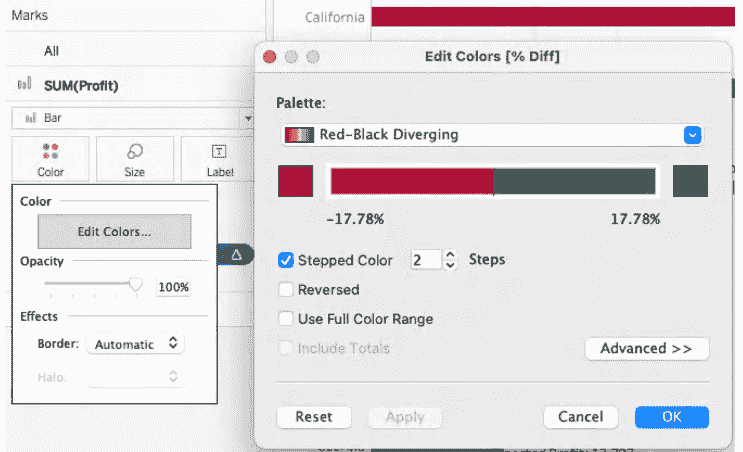 Marks
All
SUM(Profit)
Bar
Color
Size
Label
Color
Edit Colors...
Opacity
100%
Effects
Border:
Automatic
Halo:
California
Edit Colors [% Diff]
Palette:
Red-Black Diverging
-17.78%
17.78%
Stepped Color
2
Steps
Reversed
Use Full Color Range
Include Totals
Advanced >>
Reset
Apply
Cancel
OK